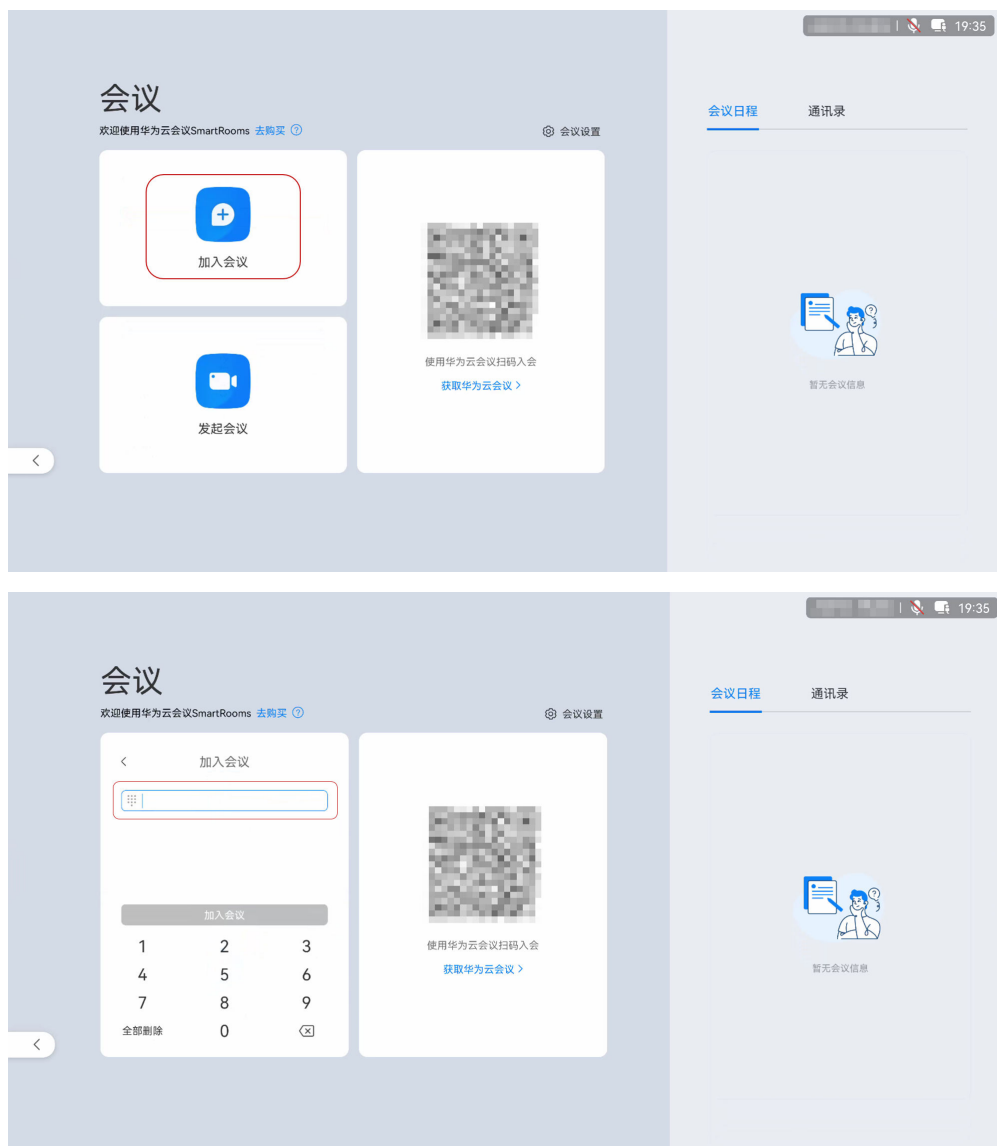 19:35
会议
欢迎使用华为云会议SmartRooms 去购买 ?
会议设置
会议日程 通讯录
加入会议
使用华为云会议扫码入会
获取华为云会议 >
暂无会议信息
发起会议
19:35
会议
欢迎使用华为云会议SmartRooms 去购买 ?
会议设置
会议日程 通讯录
加入会议
加入会议
1 2 3
4 5 6
7 8 9
全部删除 0
使用华为云会议扫码入会
获取华为云会议 >
暂无会议信息